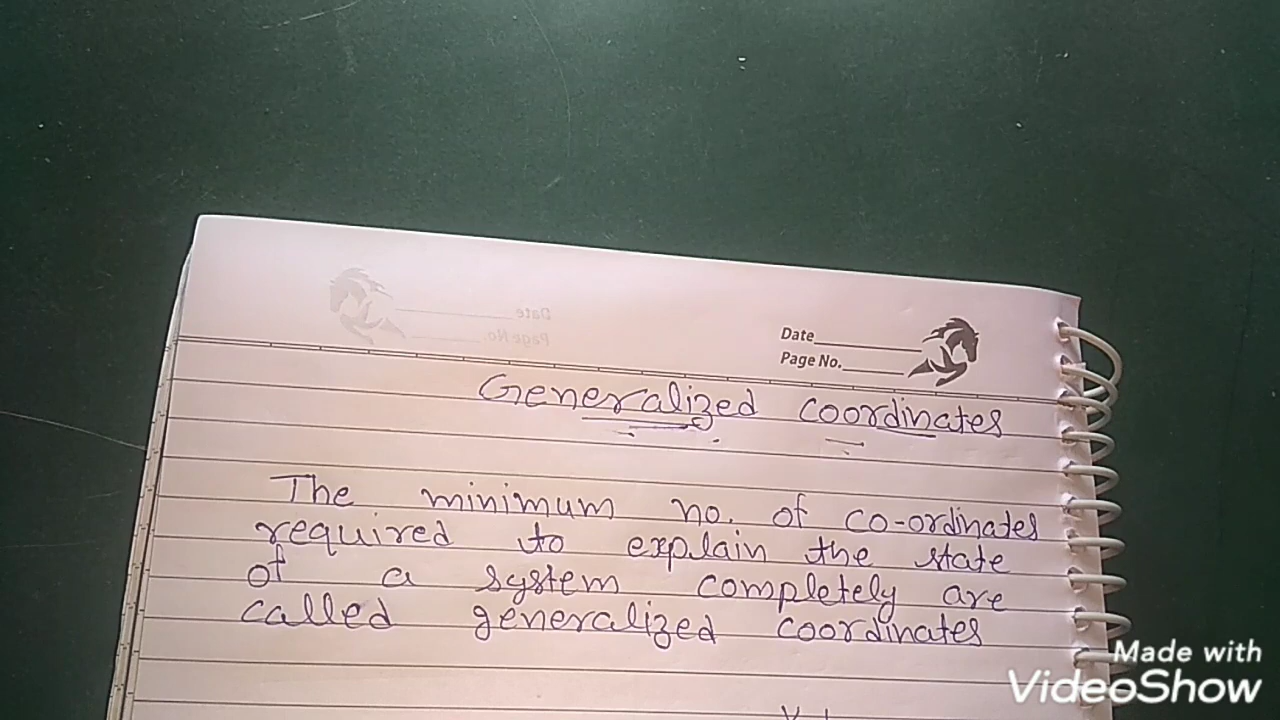 Date
Page No.
Generalized coordinates
The minimum no. of co-ordinates
required to explain the state
of a system completely are
called generalized coordinates
Made with
VideoShow